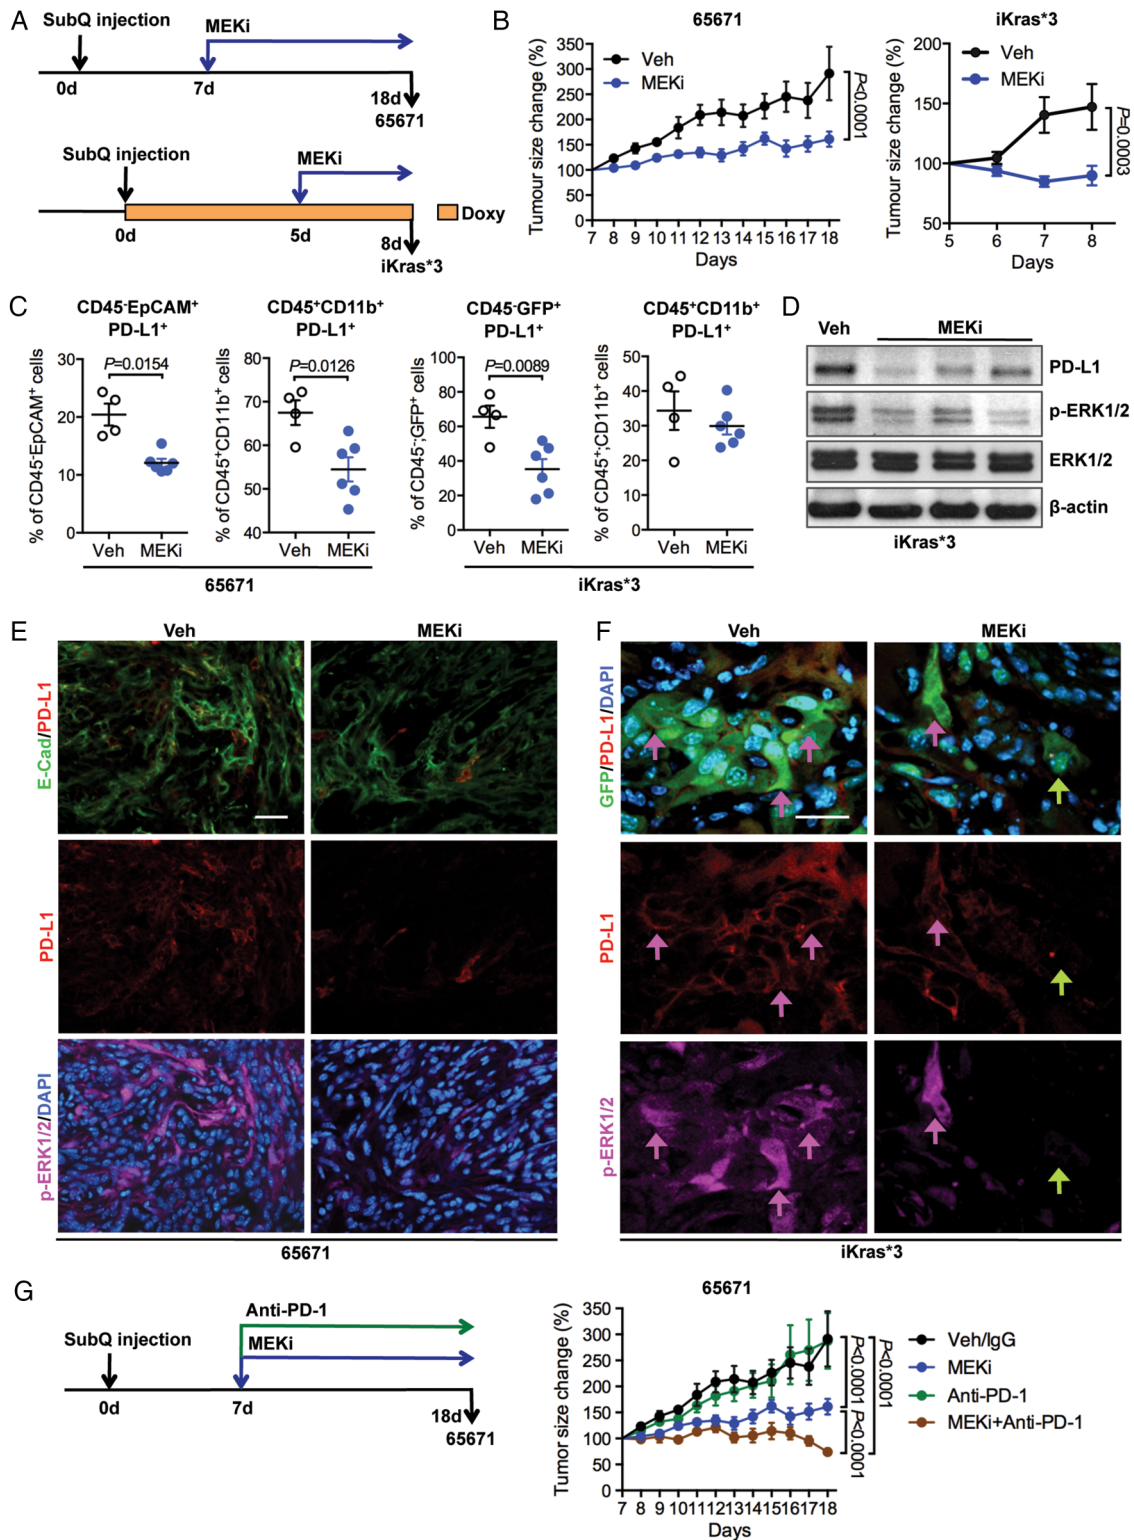 A
SubQ injection
MEKi
0d
7d
18d
65671
SubQ injection
MEKi
Doxy
0d
5d
8d
iKras*3
B
65671
Tumour size change (%)
350
300
250
200
150
100
50
0
Veh
MEKi
P<0.0001
7 8 9 10 11 12 13 14 15 16 17 18
Days
iKras*3
Tumour size change (%)
200
150
100
50
Veh
MEKi
P=0.0003
5 6 7 8
Days
C
CD45-EpCAM+
PD-L1+
% of CD45-EpCAM+ cells
30
20
10
0
P=0.0154
Veh MEKi
CD45+CD11b+
PD-L1+
% of CD45+CD11b+ cells
80
70
60
50
40
P=0.0126
Veh MEKi
65671
CD45-GFP+
PD-L1+
% of CD45-;GFP+ cells
100
80
60
40
20
0
P=0.0089
Veh MEKi
CD45+CD11b+
PD-L1+
% of CD45+;CD11b+ cells
50
40
30
20
10
0
Veh MEKi
iKras*3
D
Veh MEKi
PD-L1
p-ERK1/2
ERK1/2
β-actin
iKras*3
E
Veh MEKi
E-Cad/PD-L1
PD-L1
p-ERK1/2/DAPI
65671
F
Veh MEKi
GFP/PD-L1/DAPI
PD-L1
p-ERK1/2
iKras*3
G
Anti-PD-1
SubQ injection
MEKi
0d
7d
18d
65671
65671
Tumor size change (%)
350
300
250
200
150
100
50
0
7 8 9 10 11 12 13 14 15 16 17 18
Days
P<0.0001
P<0.0001
P<0.0001
Veh/IgG
MEKi
Anti-PD-1
MEKi+Anti-PD-1